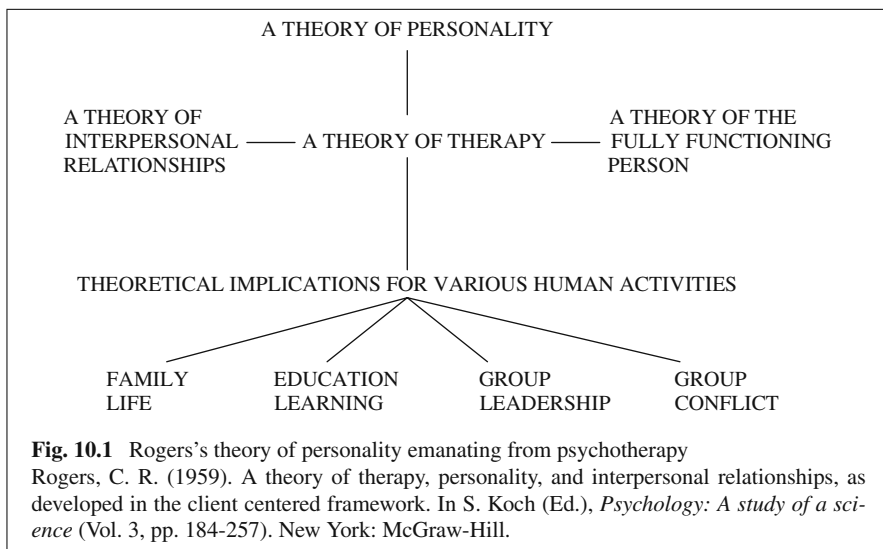 A THEORY OF PERSONALITY
A THEORY OF
INTERPERSONAL
RELATIONSHIPS
A THEORY OF THERAPY
A THEORY OF THE
FULLY FUNCTIONING
PERSON
THEORETICAL IMPLICATIONS FOR VARIOUS HUMAN ACTIVITIES
FAMILY
LIFE
EDUCATION
LEARNING
GROUP
LEADERSHIP
GROUP
CONFLICT
Fig. 10.1 Rogers's theory of personality emanating from psychotherapy
Rogers, C. R. (1959). A theory of therapy, personality, and interpersonal relationships, as
developed in the client centered framework. In S. Koch (Ed.), Psychology: A study of a sci-
ence (Vol. 3, pp. 184-257). New York: McGraw-Hill.